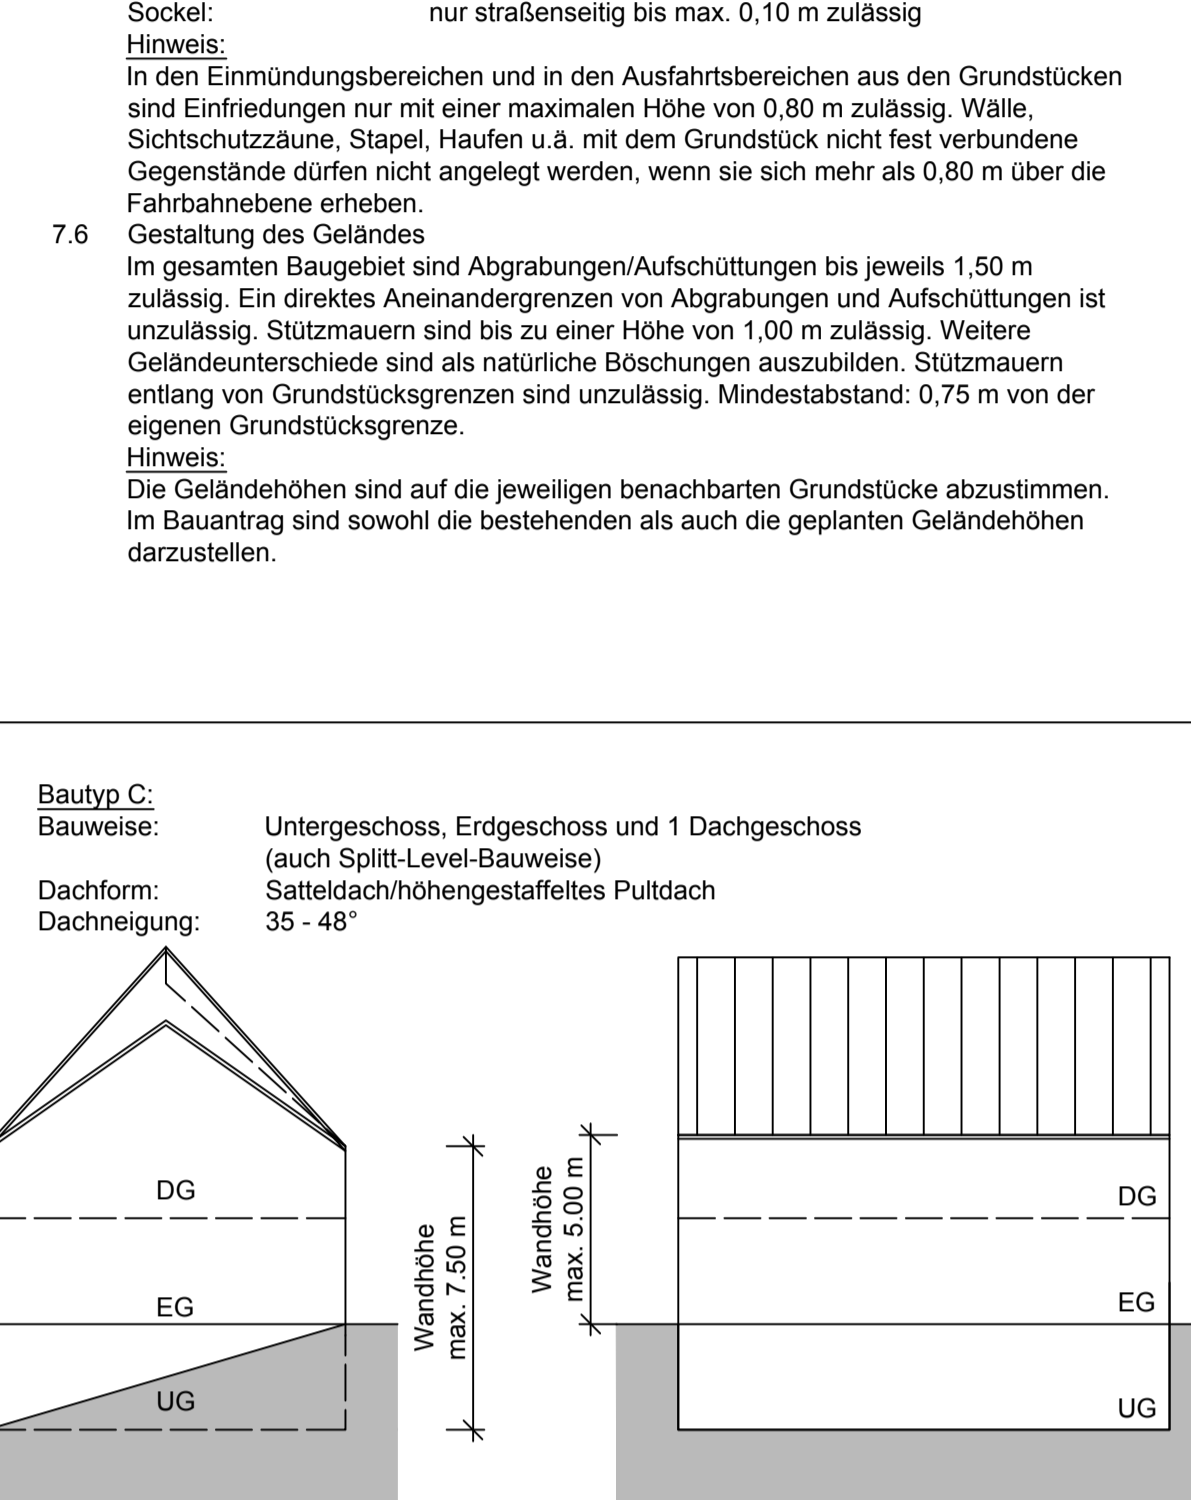 Sockel: nur straßenseitig bis max. 0,10 m zulässig
Hinweis:
In den Einmündungsbereichen und in den Ausfahrtsbereichen aus den Grundstücken
sind Einfriedungen nur mit einer maximalen Höhe von 0,80 m zulässig. Wälle,
Sichtschutzzäune, Stapel, Haufen u.ä. mit dem Grundstück nicht fest verbundene
Gegenstände dürfen nicht angelegt werden, wenn sie sich mehr als 0,80 m über die
Fahrbahnebene erheben.
7.6 Gestaltung des Geländes
Im gesamten Baugebiet sind Abgrabungen/Aufschüttungen bis jeweils 1,50 m
zulässig. Ein direktes Aneinandergrenzen von Abgrabungen und Aufschüttungen ist
unzulässig. Stützmauern sind bis zu einer Höhe von 1,00 m zulässig. Weitere
Geländeunterschiede sind als natürliche Böschungen auszubilden. Stützmauern
entlang von Grundstücksgrenzen sind unzulässig. Mindestabstand: 0,75 m von der
eigenen Grundstücksgrenze.
Hinweis:
Die Geländehöhen sind auf die jeweiligen benachbarten Grundstücke abzustimmen.
Im Bauantrag sind sowohl die bestehenden als auch die geplanten Geländehöhen
darzustellen.
Bautyp C:
Bauweise: Untergeschoss, Erdgeschoss und 1 Dachgeschoss
(auch Splitt-Level-Bauweise)
Dachform: Satteldach/höhengestaffeltes Pultdach
Dachneigung: 35 - 48°
DG
EG
UG
Wandhöhe
max. 7.50 m
Wandhöhe
max. 5.00 m
DG
EG
UG